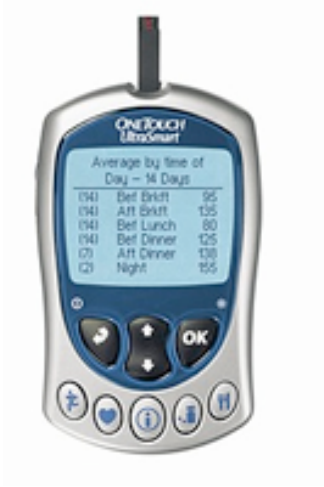 ONETOUCH
UltraSmart
Average by time of
Day – 14 Days
(14) Bef Brkft 95
(14) Aft Brkft 135
(14) Bef Lunch 80
(14) Bef Dinner 125
(7) Aft Dinner 138
(2) Night 155
OK